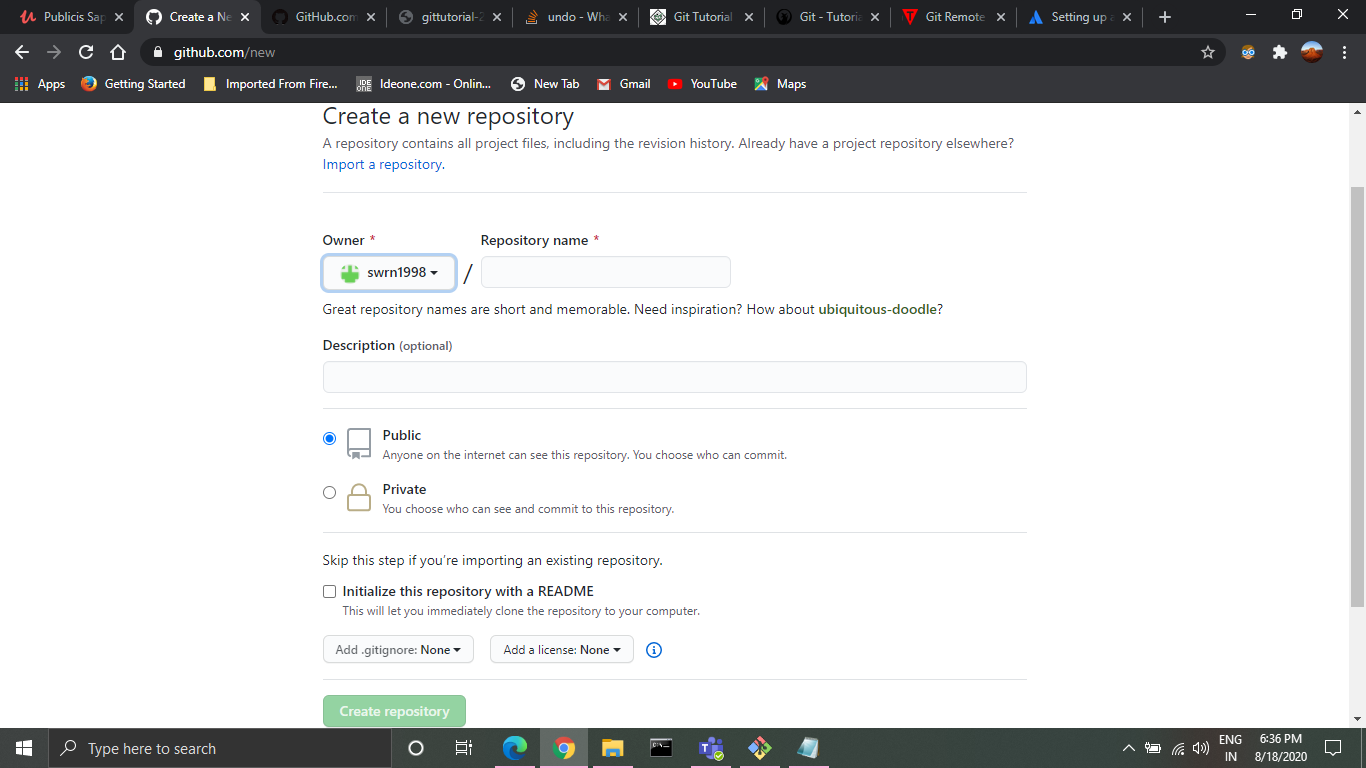 Publicis Sap
Create a Ne
GitHub.com
gittutorial-2
undo - Wha
Git Tutorial
Git - Tutoria
Git Remote
Setting up a
github.com/new
Apps
Getting Started
Imported From Fire...
Ideone.com - Onlin...
New Tab
Gmail
YouTube
Maps
Create a new repository
A repository contains all project files, including the revision history. Already have a project repository elsewhere?
Import a repository.
Owner *
Repository name *
swrn1998
/
Great repository names are short and memorable. Need inspiration? How about ubiquitous-doodle?
Description (optional)
Public
Anyone on the internet can see this repository. You choose who can commit.
Private
You choose who can see and commit to this repository.
Skip this step if you're importing an existing repository.
Initialize this repository with a README
This will let you immediately clone the repository to your computer.
Add .gitignore: None
Add a license: None
Create repository
Type here to search
ENG
IN
6:36 PM
8/18/2020